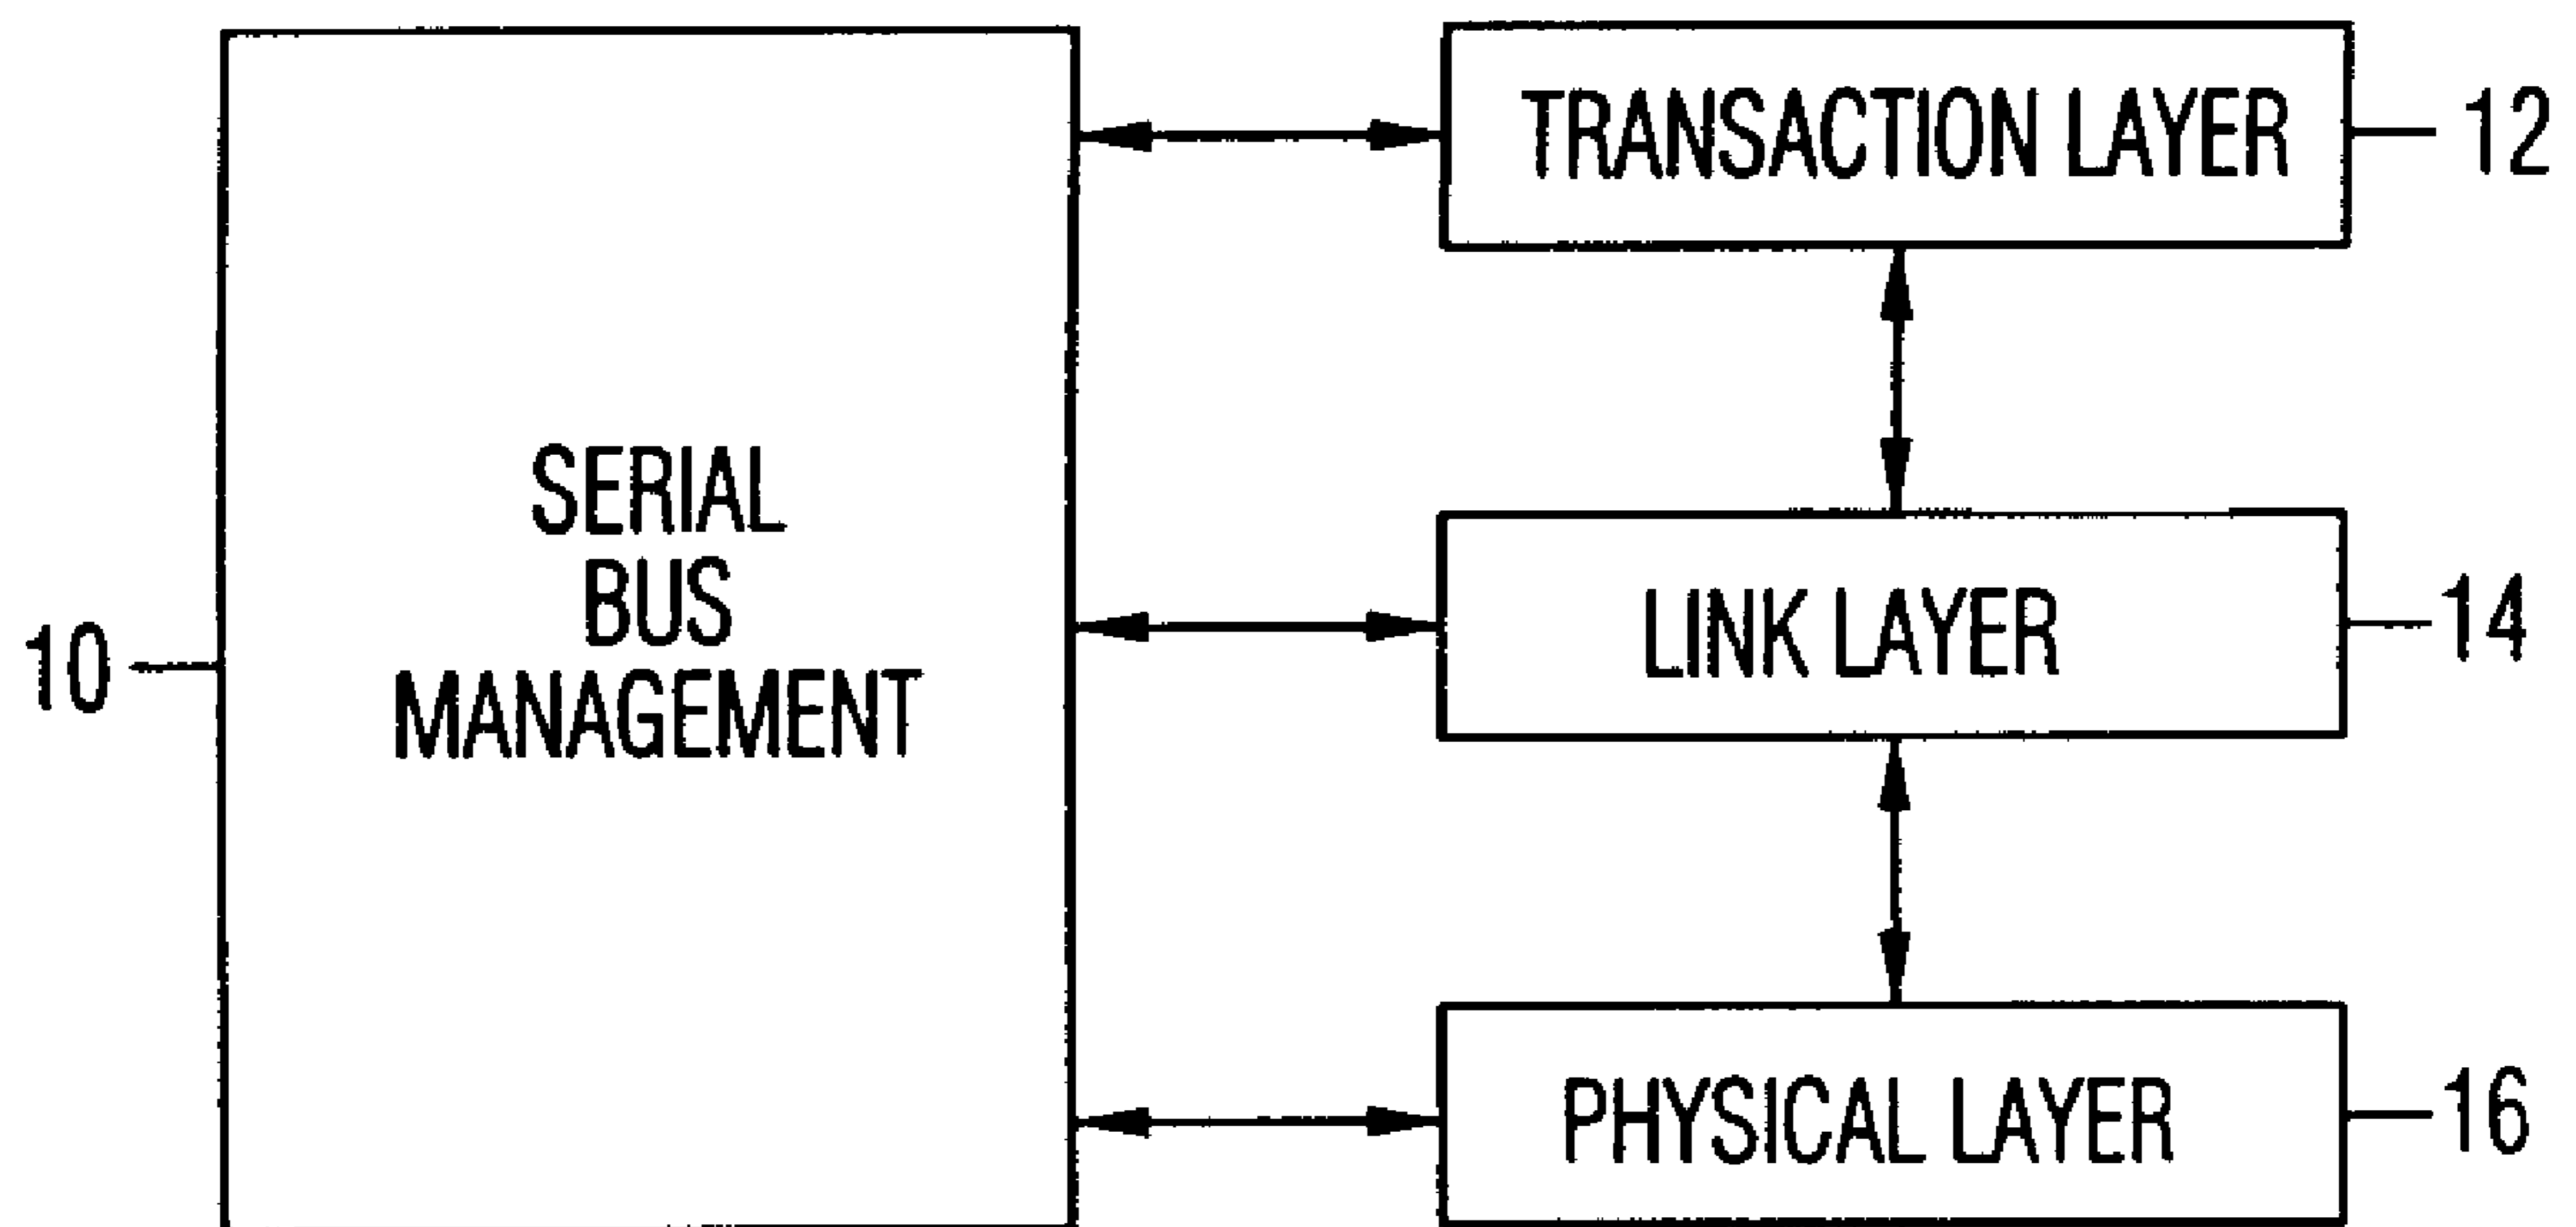 TRANSACTION LAYER
12
SERIAL
BUS
MANAGEMENT
10
LINK LAYER
14
PHYSICAL LAYER
16